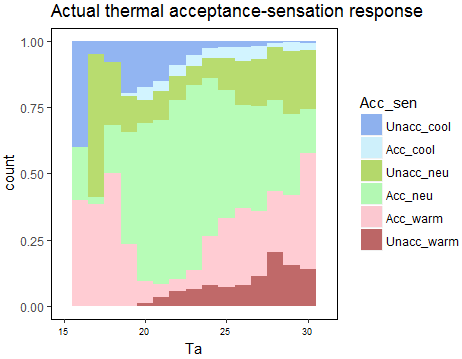 Actual thermal acceptance-sensation response
1.00
0.75
0.50
0.25
0.00
count
15
20
25
30
Ta
Acc_sen
Unacc_cool
Acc_cool
Unacc_neu
Acc_neu
Acc_warm
Unacc_warm